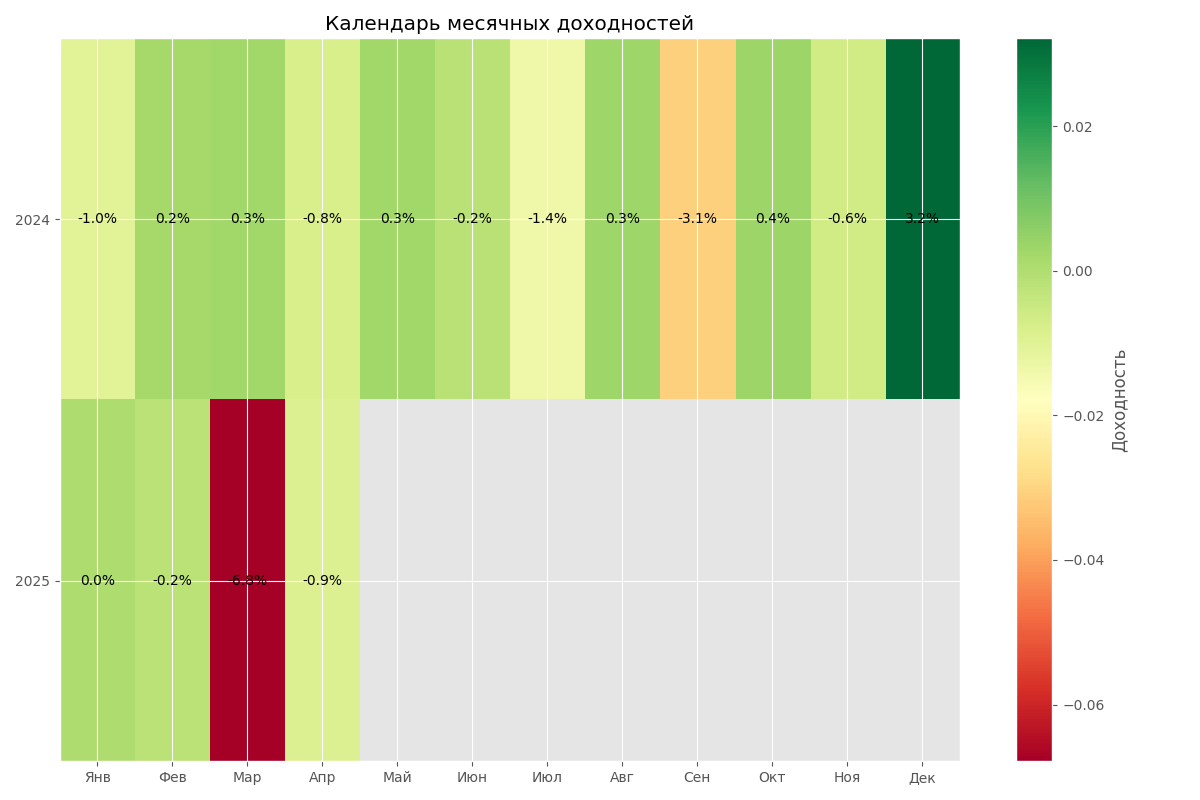 Календарь месячных доходностей
2024
-1.0% 0.2% 0.3% -0.8% 0.3% -0.2% -1.4% 0.3% -3.1% 0.4% -0.6% 3.2%
2025
0.0% -0.2% -6.8% -0.9%
Янв Фев Мар Апр Май Июн Июл Авг Сен Окт Ноя Дек
0.02
0.00
−0.02
−0.04
−0.06
Доходность